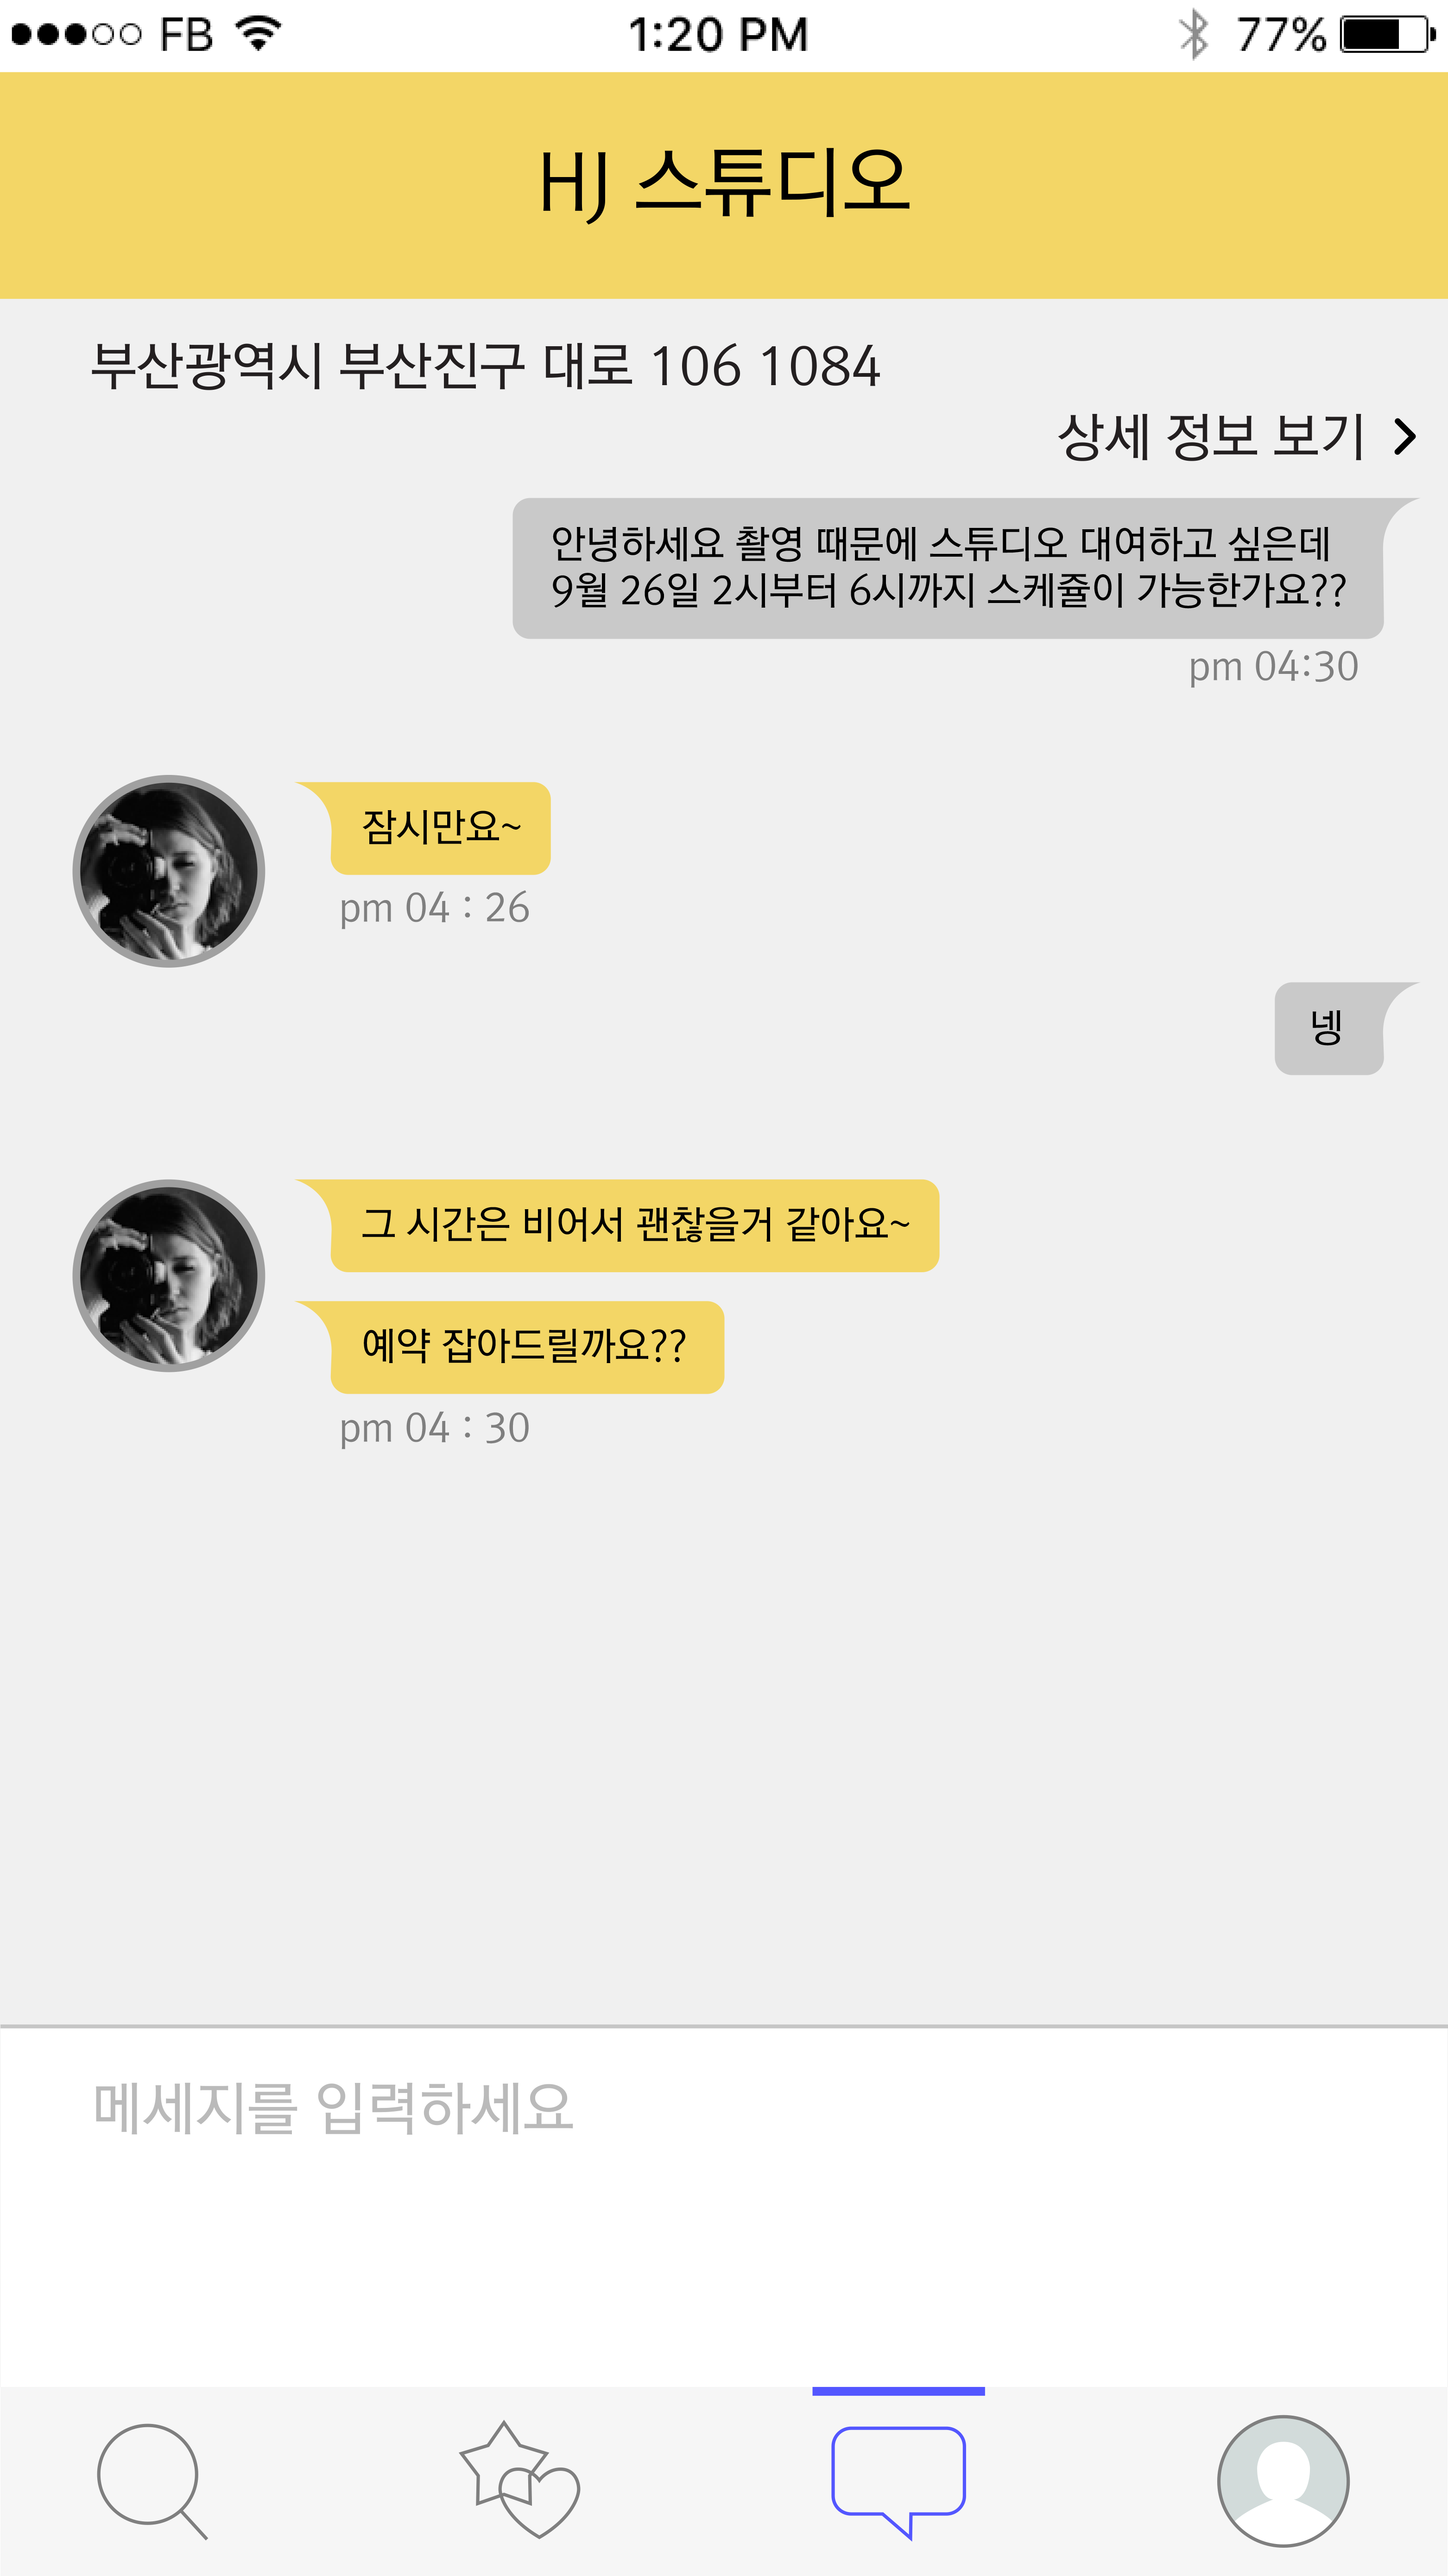 FB 1:20 PM 77%
HJ 스튜디오
부산광역시 부산진구 대로 106 1084
상세 정보 보기
안녕하세요 촬영 때문에 스튜디오 대여하고 싶은데
9월 26일 2시부터 6시까지 스케쥴이 가능한가요??
pm 04:30
잠시만요~
pm 04 : 26
넹
그 시간은 비어서 괜찮을거 같아요~
예약 잡아드릴까요??
pm 04 : 30
메세지를 입력하세요